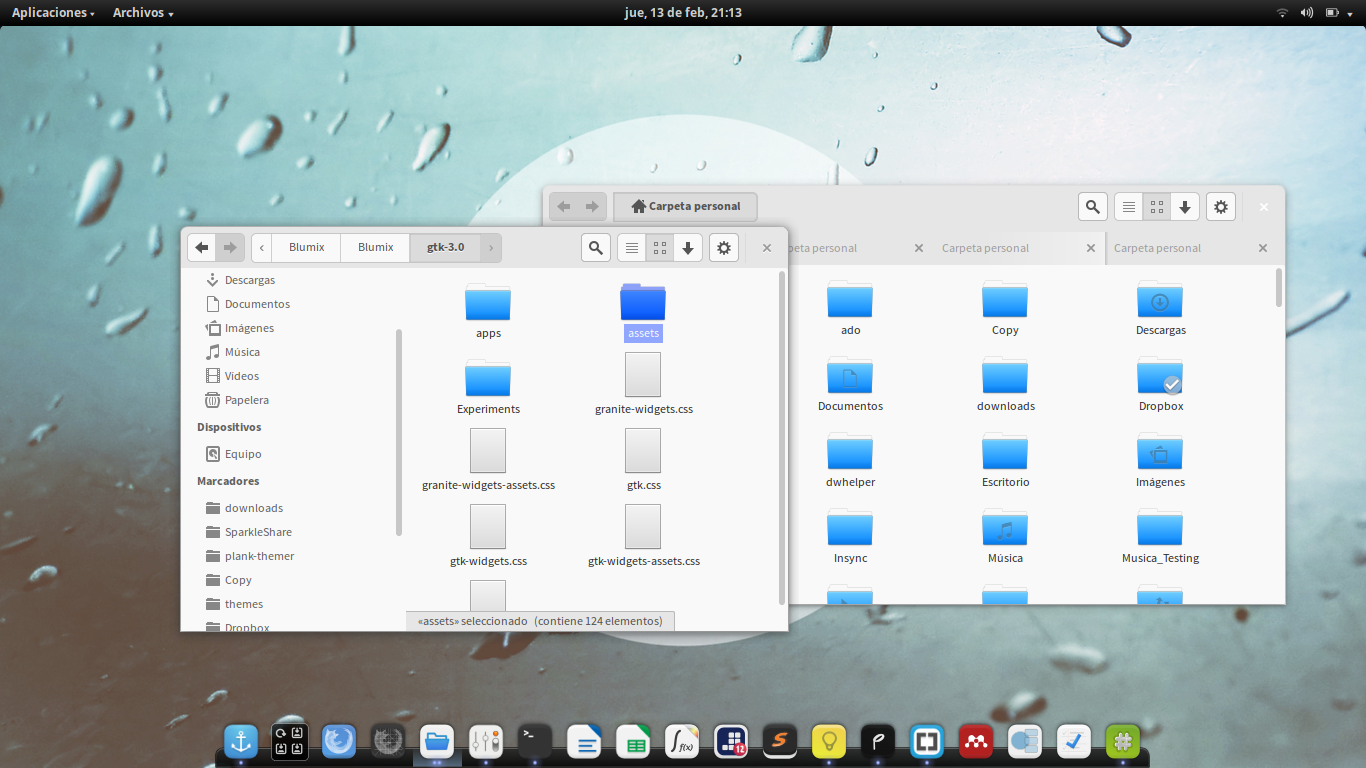 Aplicaciones
Archivos
jue, 13 de feb, 21:13
Carpeta personal
peta personal
Carpeta personal
Carpeta personal
ado
Copy
Descargas
Documentos
downloads
Dropbox
dwhelper
Escritorio
Imágenes
Insync
Música
Musica_Testing
Blumix
Blumix
gtk-3.0
Descargas
Documentos
Imágenes
Música
Vídeos
Papelera
Dispositivos
Equipo
Marcadores
downloads
SparkleShare
plank-themer
Copy
themes
Dropbox
apps
assets
Experiments
granite-widgets.css
granite-widgets-assets.css
gtk.css
gtk-widgets.css
gtk-widgets-assets.css
«assets» seleccionado (contiene 124 elementos)
>_
f(x)
12